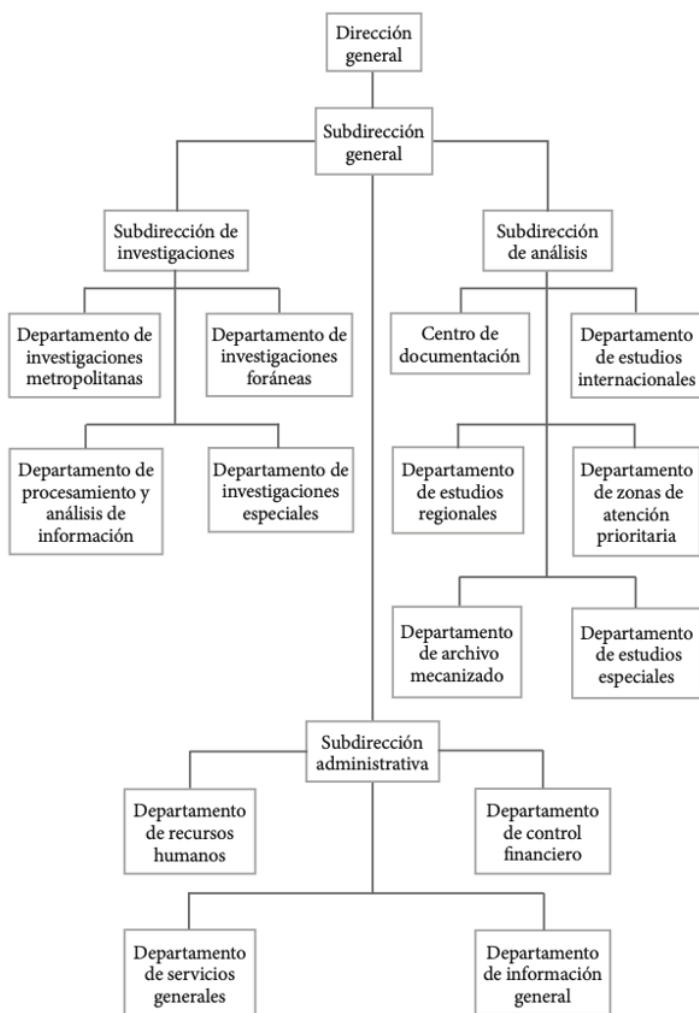 Dirección
general
Subdirección
general
Subdirección de
investigaciones
Subdirección
de análisis
Departamento de
investigaciones
metropolitanas
Departamento de
investigaciones
foráneas
Centro de
documentación
Departamento
de estudios
internacionales
Departamento de
procesamiento y
análisis de
información
Departamento de
investigaciones
especiales
Departamento
de estudios
regionales
Departamento
de zonas de
atención
prioritaria
Departamento
de archivo
mecanizado
Departamento
de estudios
especiales
Subdirección
administrativa
Departamento
de recursos
humanos
Departamento
de control
financiero
Departamento
de servicios
generales
Departamento
de información
general